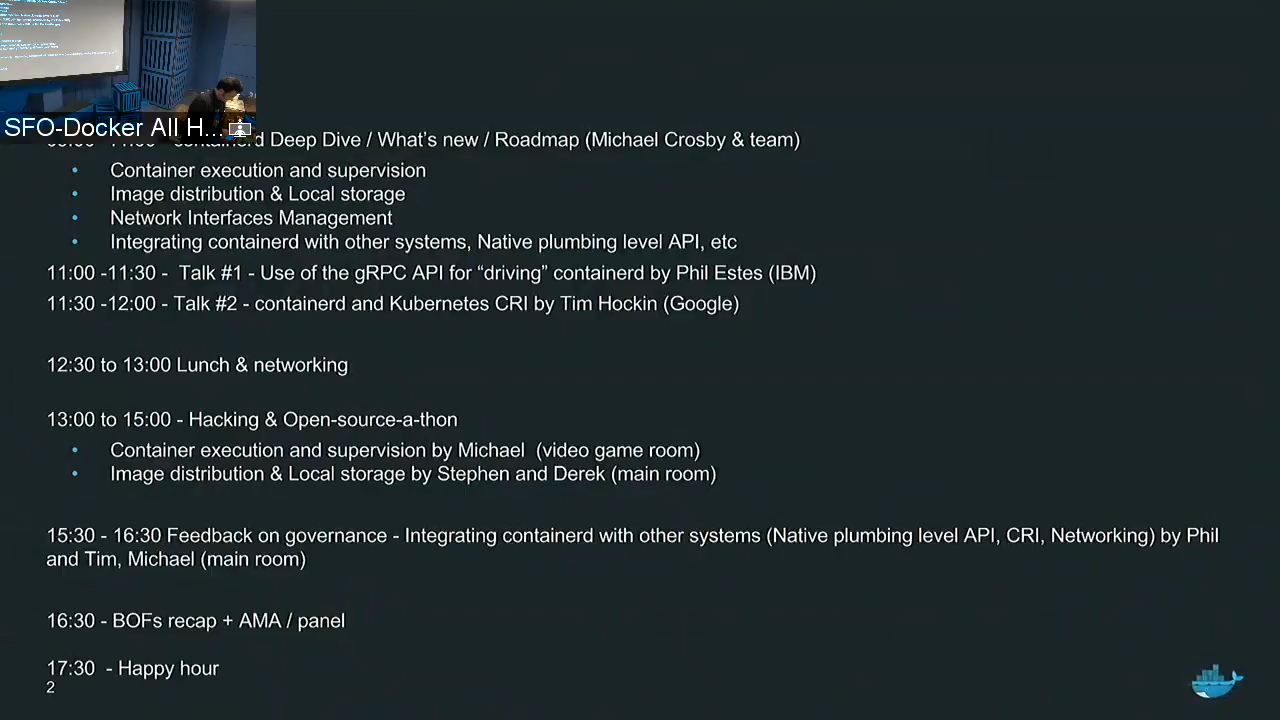 SFO-Docker All H...
containerd Deep Dive / What's new / Roadmap (Michael Crosby & team)
• Container execution and supervision
• Image distribution & Local storage
• Network Interfaces Management
• Integrating containerd with other systems, Native plumbing level API, etc
11:00 -11:30 - Talk #1 - Use of the gRPC API for “driving” containerd by Phil Estes (IBM)
11:30 -12:00 - Talk #2 - containerd and Kubernetes CRI by Tim Hockin (Google)
12:30 to 13:00 Lunch & networking
13:00 to 15:00 - Hacking & Open-source-a-thon
• Container execution and supervision by Michael (video game room)
• Image distribution & Local storage by Stephen and Derek (main room)
15:30 - 16:30 Feedback on governance - Integrating containerd with other systems (Native plumbing level API, CRI, Networking) by Phil
and Tim, Michael (main room)
16:30 - BOFs recap + AMA / panel
17:30 - Happy hour
2